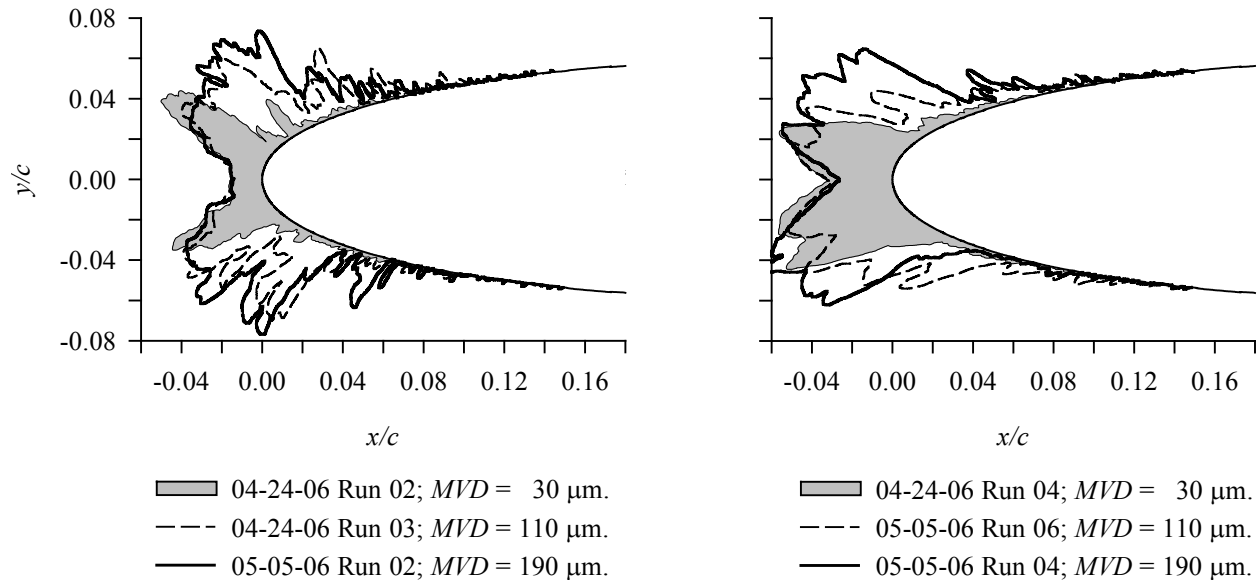 0.08
0.04
0.00
-0.04
-0.08
y/c
-0.04 0.00 0.04 0.08 0.12 0.16
x/c
04-24-06 Run 02; MVD = 30 μm.
04-24-06 Run 03; MVD = 110 μm.
05-05-06 Run 02; MVD = 190 μm.
-0.04 0.00 0.04 0.08 0.12 0.16
x/c
04-24-06 Run 04; MVD = 30 μm.
05-05-06 Run 06; MVD = 110 μm.
05-05-06 Run 04; MVD = 190 μm.